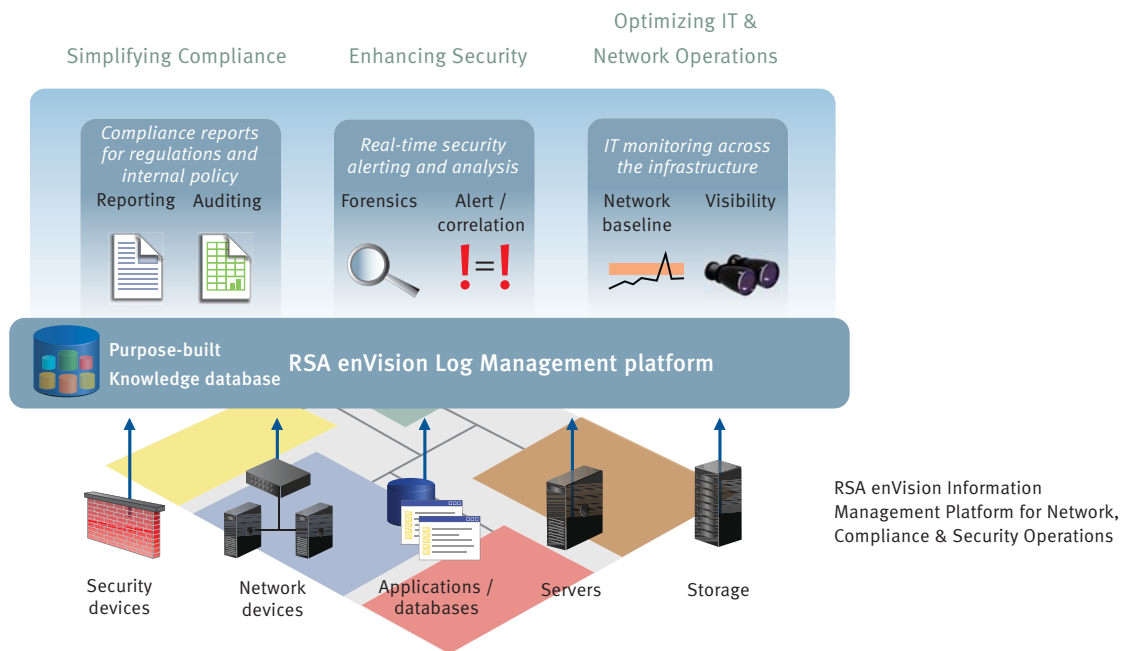 Simplifying Compliance
Enhancing Security
Optimizing IT &
Network Operations
Compliance reports
for regulations and
internal policy
Reporting
Auditing
Real-time security
alerting and analysis
Forensics
Alert /
correlation
!=!
IT monitoring across
the infrastructure
Network
baseline
Visibility
Purpose-built
Knowledge database
RSA enVision Log Management platform
Security
devices
Network
devices
Applications /
databases
Servers
Storage
RSA enVision Information
Management Platform for Network,
Compliance & Security Operations